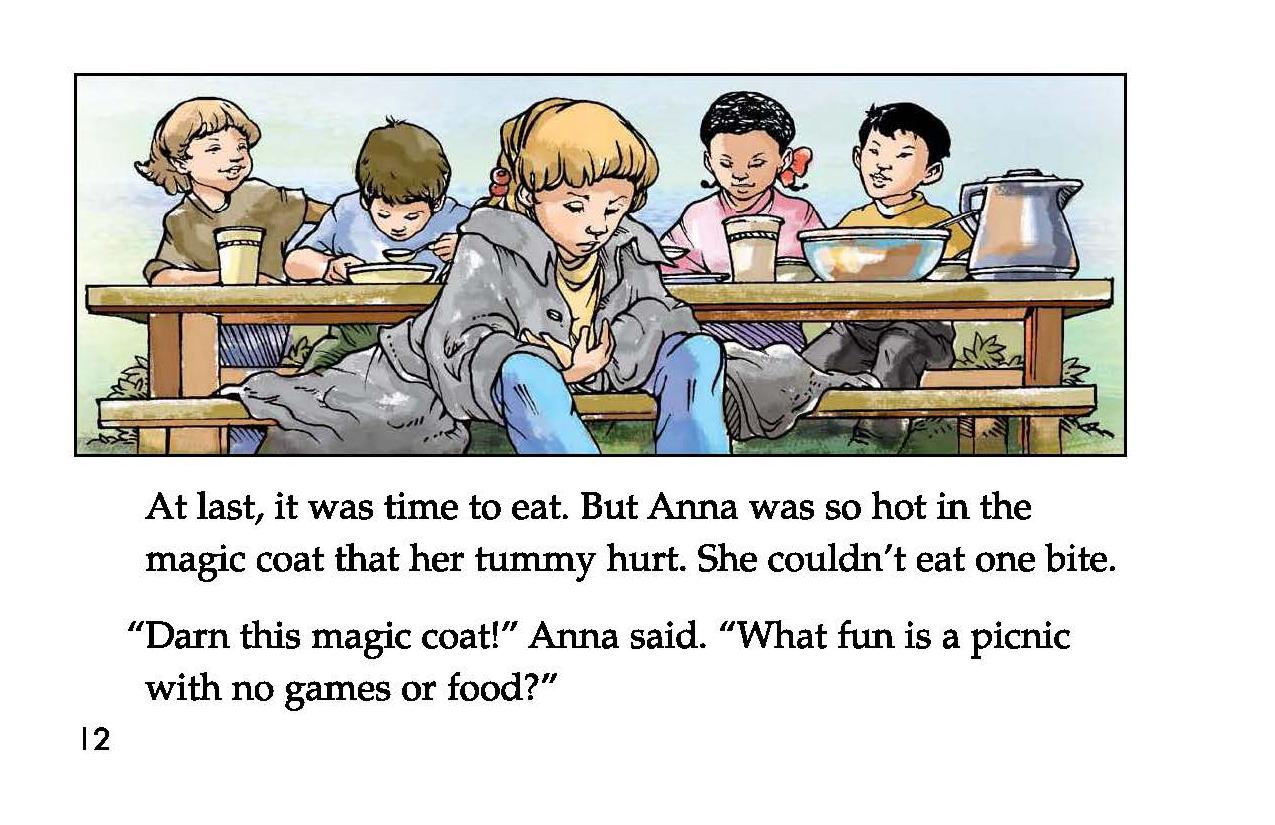 At last, it was time to eat. But Anna was so hot in the
magic coat that her tummy hurt. She couldn’t eat one bite.
“Darn this magic coat!” Anna said. “What fun is a picnic
with no games or food?”
12